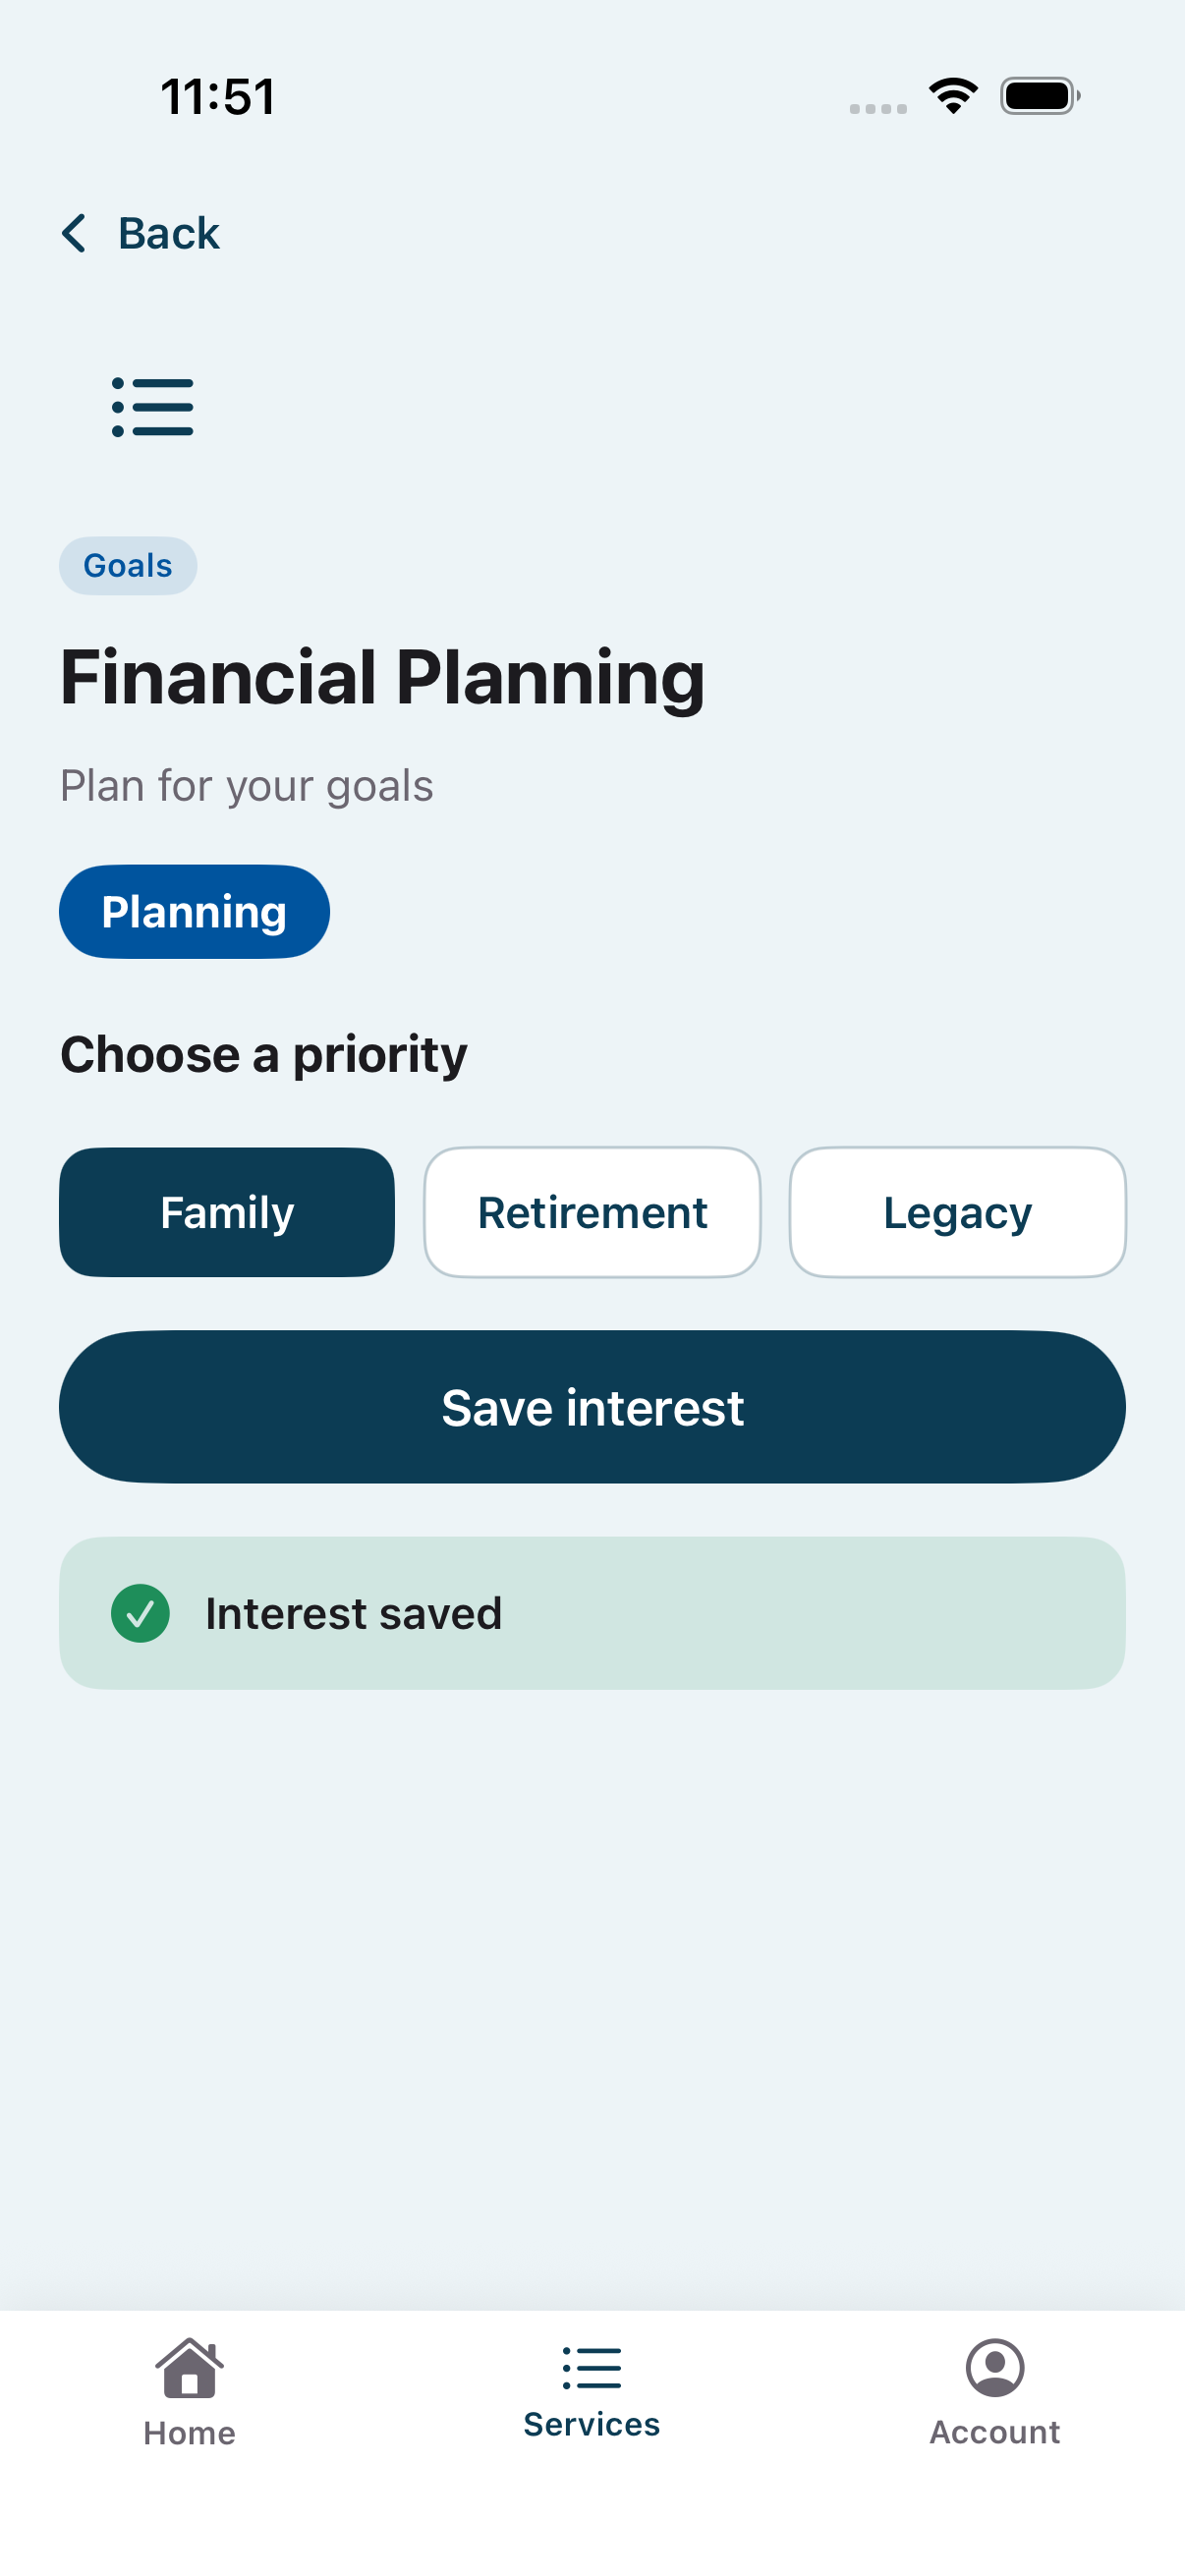 11:51
Back
Goals
Financial Planning
Plan for your goals
Planning
Choose a priority
Family Retirement Legacy
Save interest
Interest saved
Home Services Account